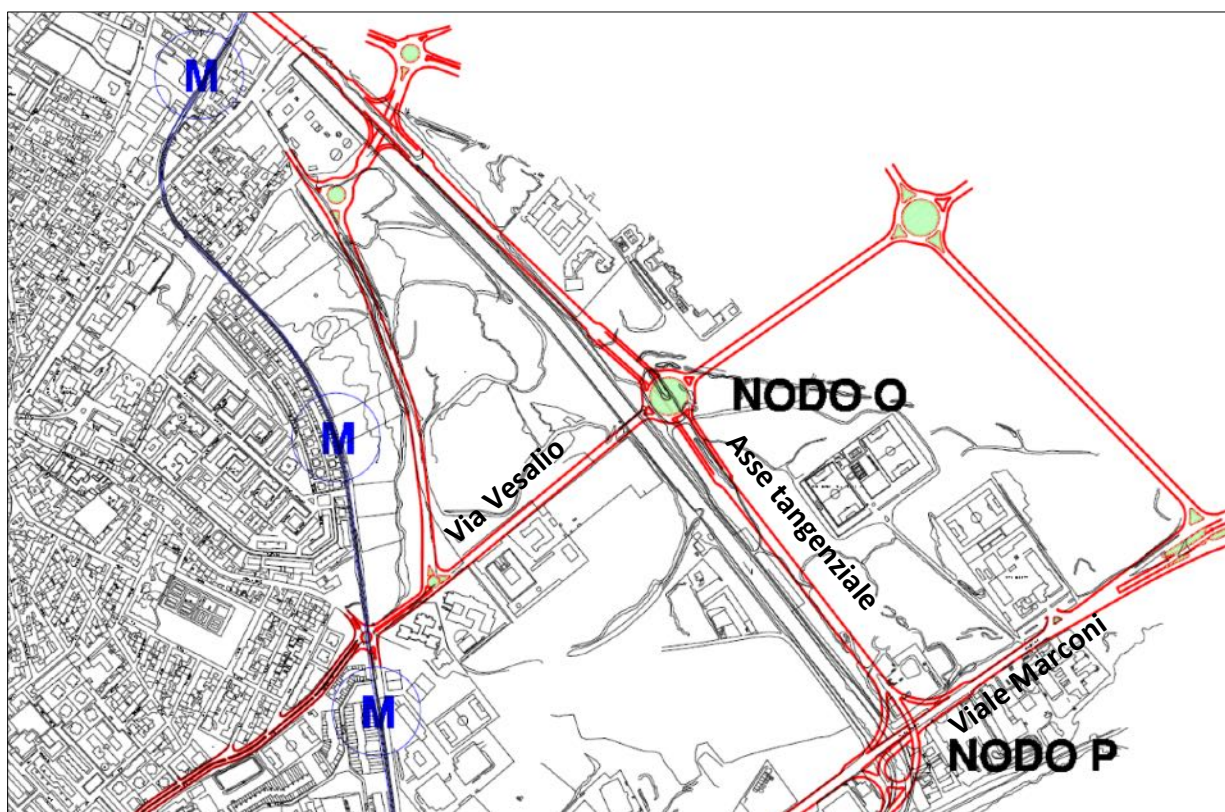 M
NODO O
M
Via Vesalio
Asse tangenziale
M
Viale Marconi
NODO P